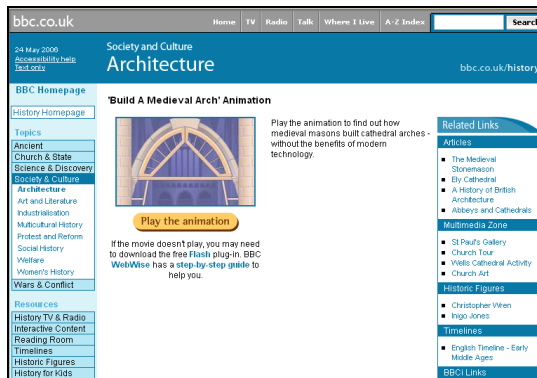 bbc.co.uk
Home TV Radio Talk Where I Live A-Z Index Search
24 May 2006
Accessibility help
Text only
Society and Culture
Architecture
bbc.co.uk/history
BBC Homepage
History Homepage
Topics
Ancient
Church & State
Science & Discovery
Society & Culture
Architecture
Art and Literature
Industrialisation
Multicultural History
Protest and Reform
Social History
Welfare
Women's History
Wars & Conflict
Resources
History TV & Radio
Interactive Content
Reading Room
Timelines
Historic Figures
History for Kids
'Build A Medieval Arch' Animation
Play the animation
If the movie doesn't play, you may need
to download the free Flash plug-in. BBC
WebWise has a step-by-step guide to
help you.
Play the animation to find out how
medieval masons built cathedral arches -
without the benefits of modern
technology.
Related Links
Articles
The Medieval
Stonemason
Ely Cathedral
A History of British
Architecture
Abbeys and Cathedrals
Multimedia Zone
St Paul's Gallery
Church Tour
Wells Cathedral Activity
Church Art
Historic Figures
Christopher Wren
Inigo Jones
Timelines
English Timeline - Early
Middle Ages
BBCi Links